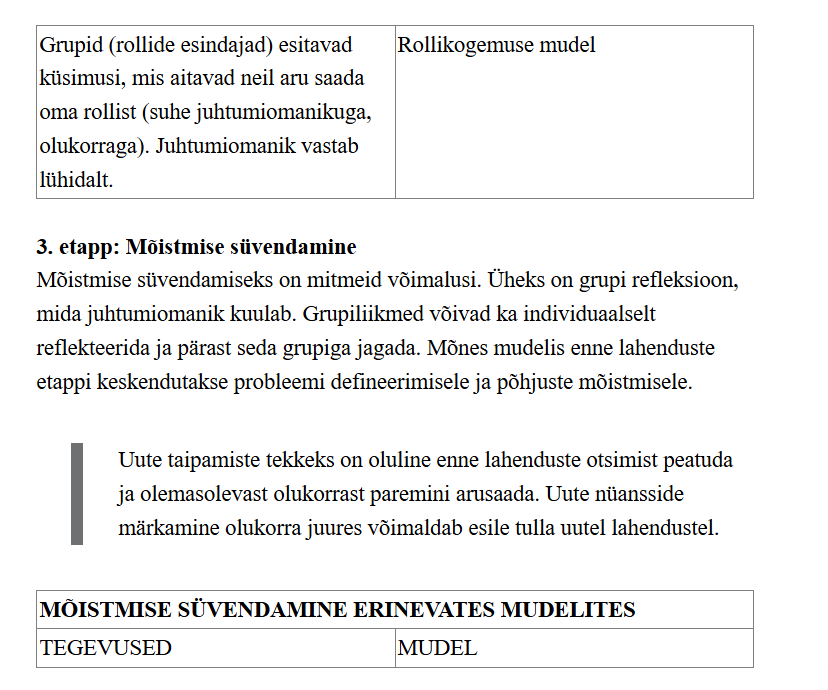 Grupid (rollide esindajad) esitavad
küsimusi, mis aitavad neil aru saada
oma rollist (suhe juhtumiomanikuga,
olukorraga). Juhtumiomanik vastab
lühidalt.
Rollikogemuse mudel
3. etapp: Mõistmise süvendamine
Mõistmise süvendamiseks on mitmeid võimalusi. Üheks on grupi refleksioon,
mida juhtumiomanik kuulab. Grupiliikmed võivad ka individuaalselt
reflekteerida ja pärast seda grupiga jagada. Mõnes mudelis enne lahenduste
etappi keskendutakse probleemi defineerimisele ja põhjuste mõistmisele.
Uute taipamiste tekkeks on oluline enne lahenduste otsimist peatuda
ja olemasolevast olukorrast paremini arusaada. Uute nüansside
märkamine olukorra juures võimaldab esile tulla uutel lahendustel.
MÕISTMISE SÜVENDAMINE ERINEVATES MUDELITES
TEGEVUSED
MUDEL